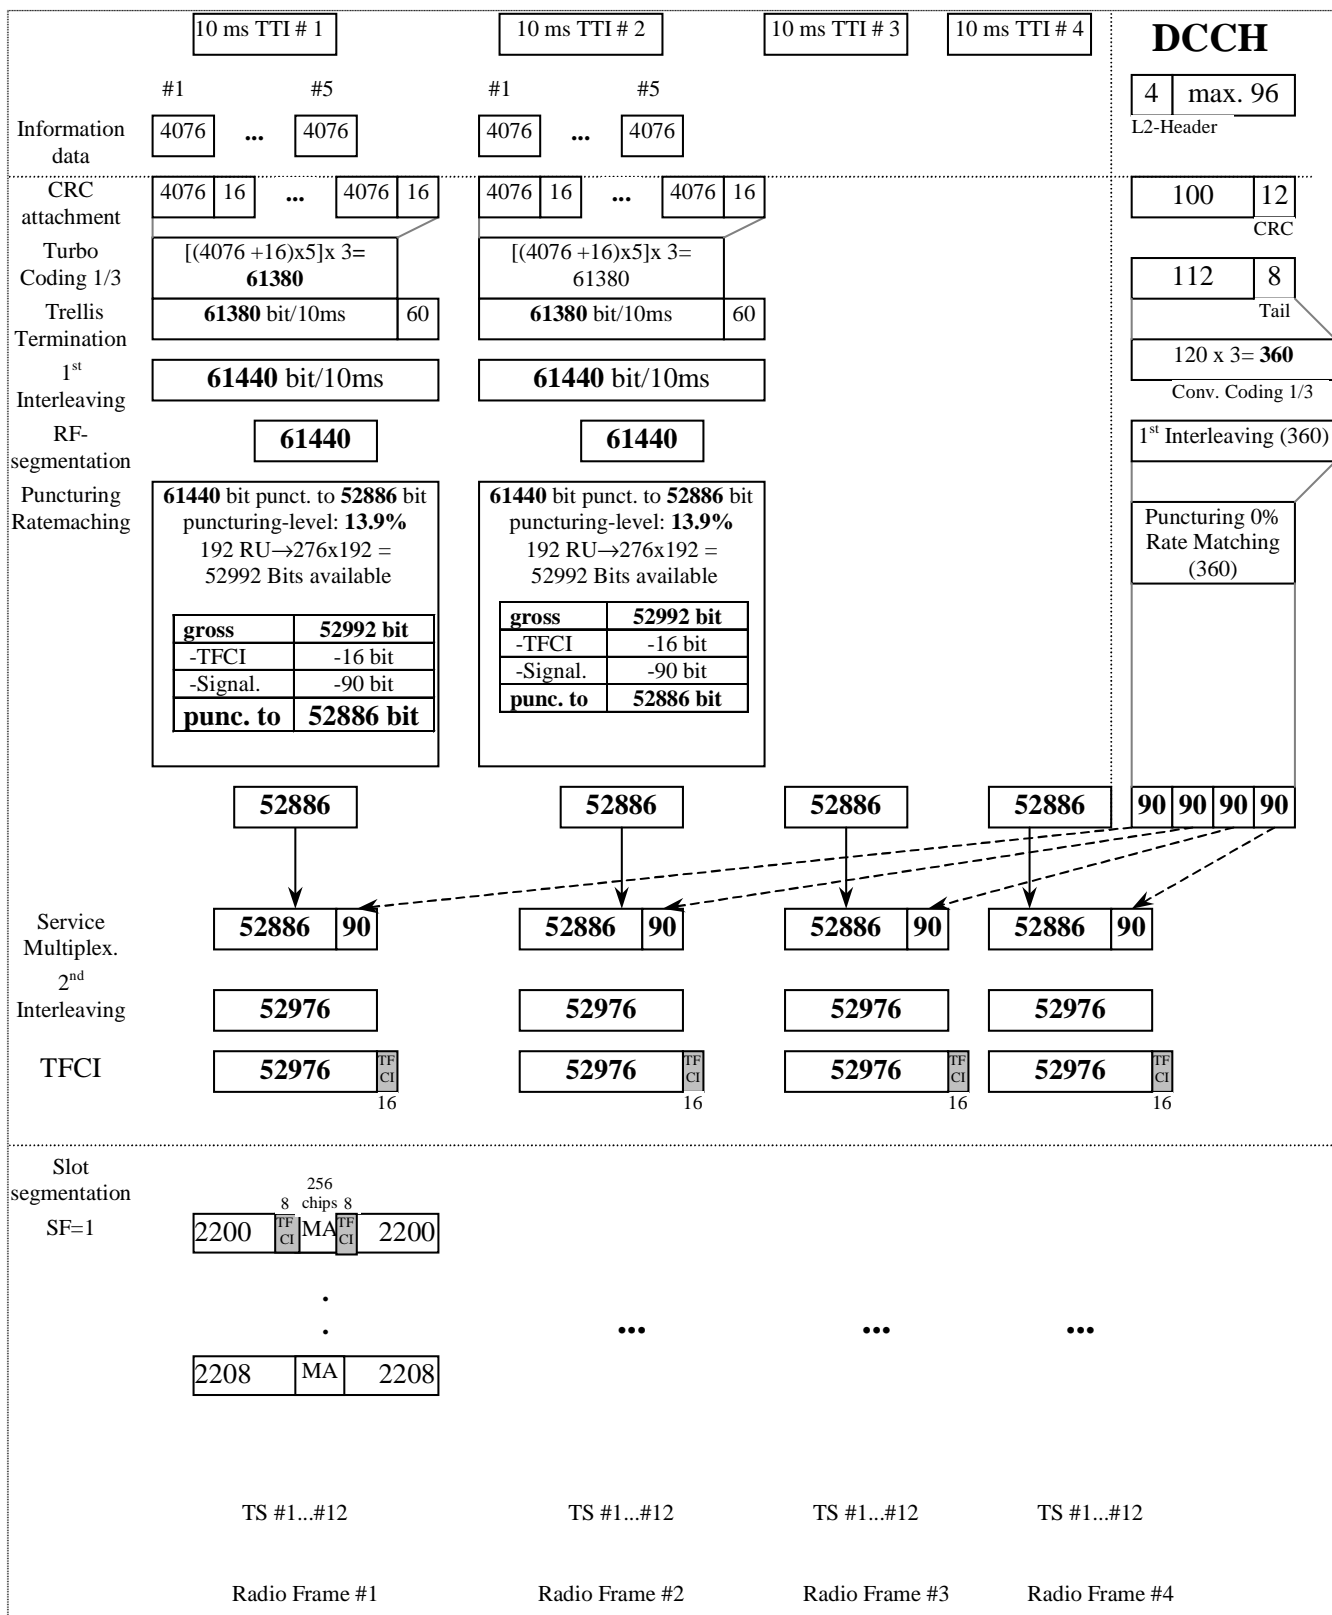 10 ms TTI # 1 10 ms TTI # 2 10 ms TTI # 3 10 ms TTI # 4 DCCH
#1 #5 #1 #5
4 max. 96
L2-Header
Information
data
4076 ... 4076 4076 ... 4076
CRC
attachment
4076 16 ... 4076 16 4076 16 ... 4076 16 100 12
CRC
Turbo
Coding 1/3
[(4076 +16)x5]x 3=
61380
[(4076 +16)x5]x 3=
61380
112 8
Tail
Trellis
Termination
61380 bit/10ms 60 61380 bit/10ms 60
120 x 3= 360
Conv. Coding 1/3
1st
Interleaving
61440 bit/10ms 61440 bit/10ms
RF-
segmentation
61440 61440 1st Interleaving (360)
Puncturing
Ratemaching
61440 bit punct. to 52886 bit
puncturing-level: 13.9%
192 RU→276x192 =
52992 Bits available
gross 52992 bit
-TFCI -16 bit
-Signal. -90 bit
punc. to 52886 bit
61440 bit punct. to 52886 bit
puncturing-level: 13.9%
192 RU→276x192 =
52992 Bits available
gross 52992 bit
-TFCI -16 bit
-Signal. -90 bit
punc. to 52886 bit
Puncturing 0%
Rate Matching
(360)
52886 52886 52886 52886 90 90 90 90
Service
Multiplex.
52886 90 52886 90 52886 90 52886 90
2nd
Interleaving
52976 52976 52976 52976
TFCI
52976 TF CI 52976 TF CI 52976 TF CI 52976 TF CI
16 16 16 16
Slot
segmentation
SF=1
256
8 chips 8
2200 TF CI MA TF CI 2200
.
.
... ... ...
2208 MA 2208
TS #1...#12 TS #1...#12 TS #1...#12 TS #1...#12
Radio Frame #1 Radio Frame #2 Radio Frame #3 Radio Frame #4